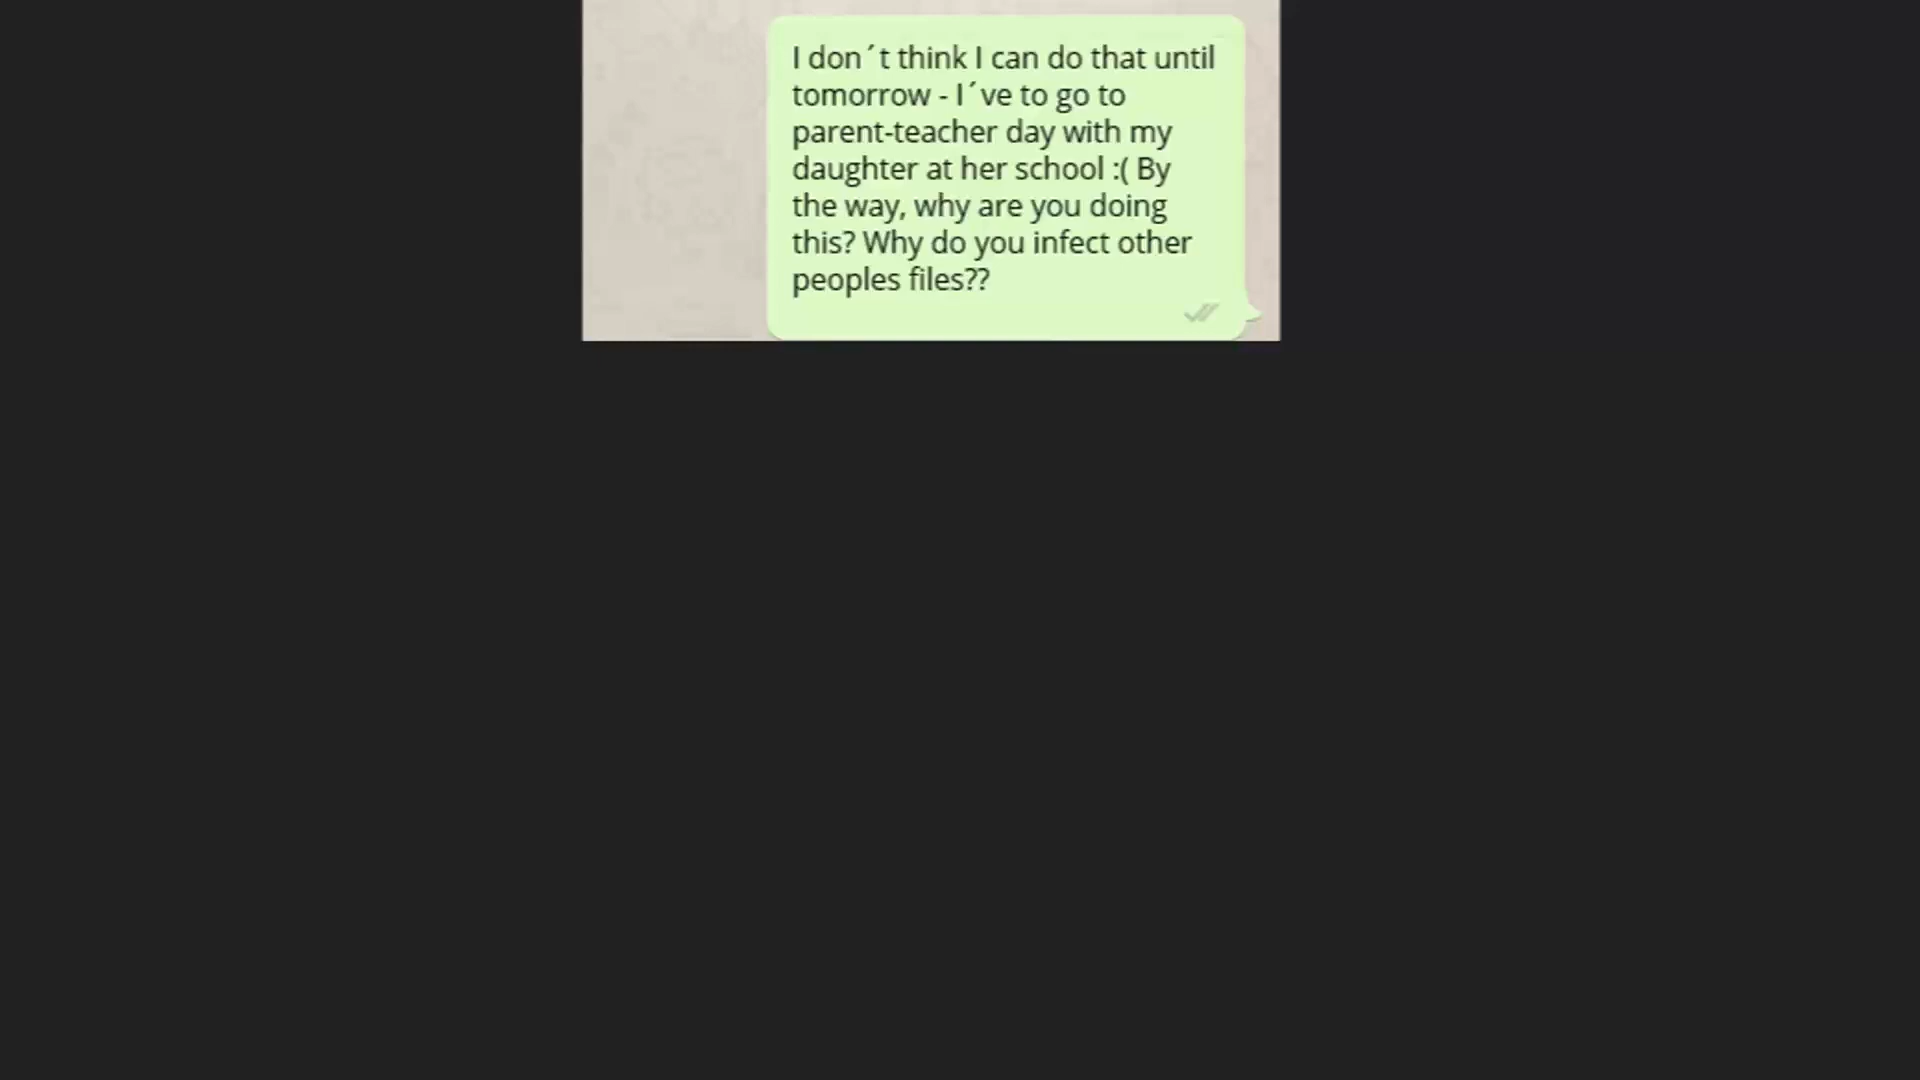 I don´t think I can do that until
tomorrow - I´ve to go to
parent-teacher day with my
daughter at her school :( By
the way, why are you doing
this? Why do you infect other
peoples files??